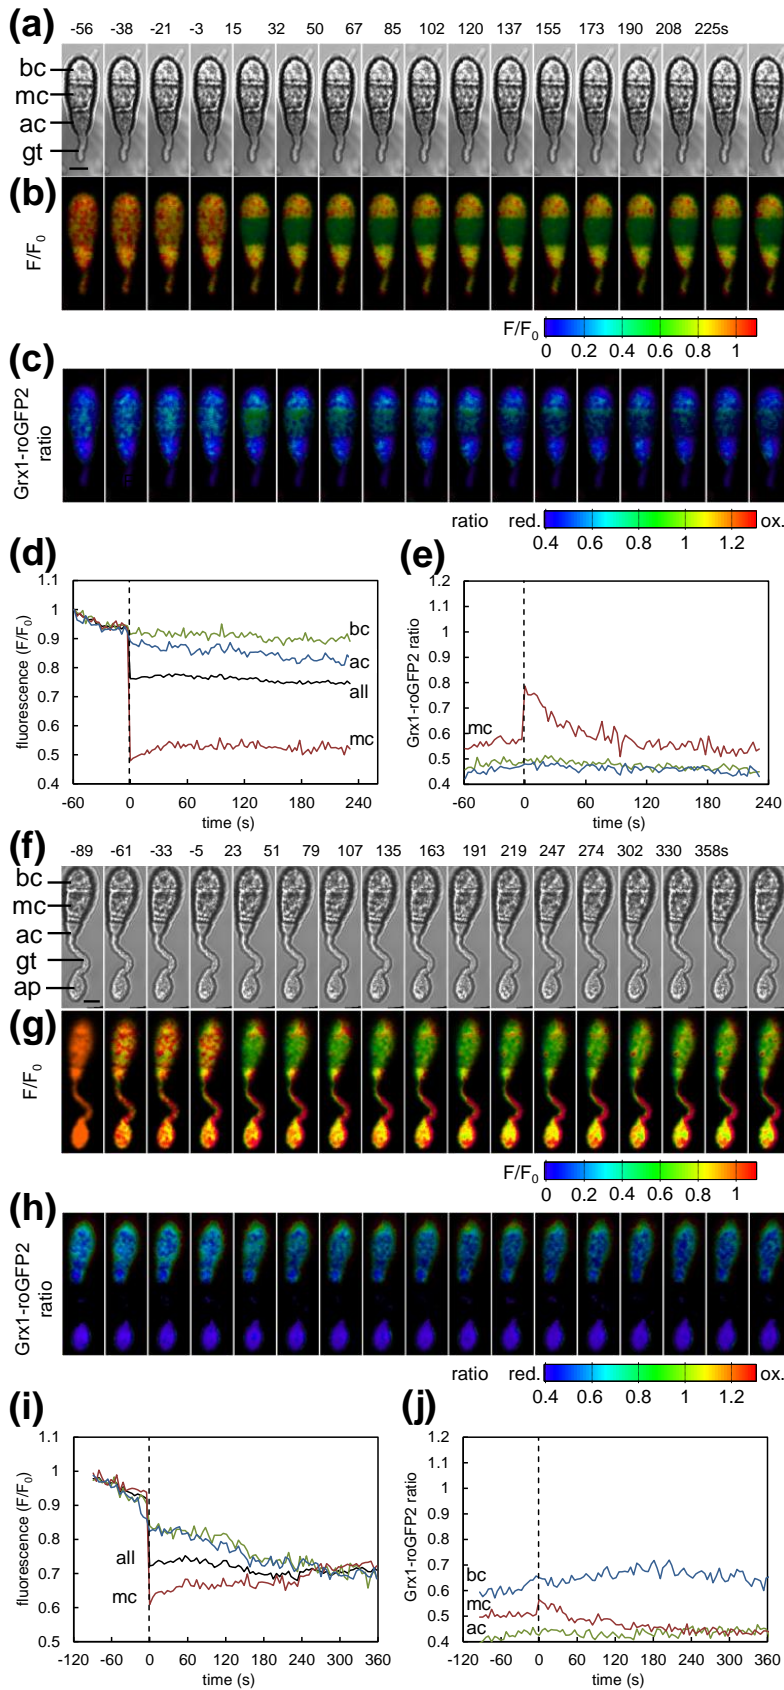 (a)
-56 -38 -21 -3 15 32 50 67 85 102 120 137 155 173 190 208 225s
bc
mc
ac
gt
(b)
F/F0
F/F0
0 0.2 0.4 0.6 0.8 1
(c)
Grx1-roGFP2
ratio
ratio red. ox.
0.4 0.6 0.8 1 1.2
(d)
fluorescence (F/F0)
1.1
1
0.9
0.8
0.7
0.6
0.5
0.4
bc
ac
all
mc
-60 0 60 120 180 240
time (s)
(e)
Grx1-roGFP2 ratio
1.2
1.1
1
0.9
0.8
0.7
0.6
0.5
0.4
mc
-60 0 60 120 180 240
time (s)
(f)
-89 -61 -33 -5 23 51 79 107 135 163 191 219 247 274 302 330 358s
bc
mc
ac
gt
ap
(g)
F/F0
F/F0
0 0.2 0.4 0.6 0.8 1
(h)
Grx1-roGFP2
ratio
ratio red. ox.
0.4 0.6 0.8 1 1.2
(i)
fluorescence (F/F0)
1.1
1
0.9
0.8
0.7
0.6
0.5
all
mc
-120 -60 0 60 120 180 240 300 360
time (s)
(j)
Grx1-roGFP2 ratio
1.2
1.1
1
0.9
0.8
0.7
0.6
0.5
0.4
bc
mc
ac
-120 -60 0 60 120 180 240 300 360
time (s)